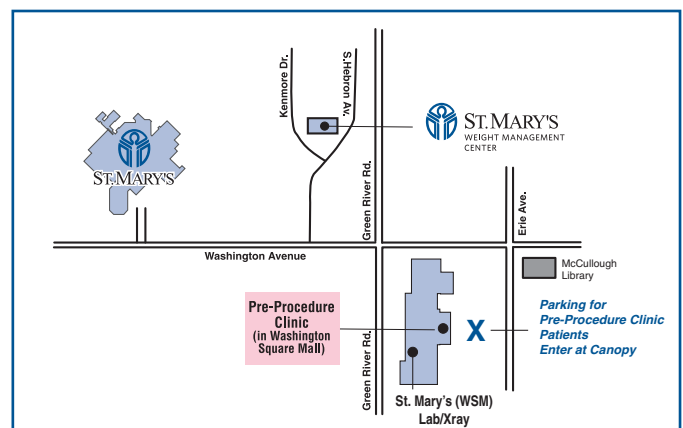 Kenmore Dr.
S.Hebron Av.
ST. MARY'S
ST. MARY'S
WEIGHT MANAGEMENT
CENTER
Green River Rd.
Erie Ave.
Washington Avenue
McCullough
Library
Pre-Procedure
Clinic
(in Washington
Square Mall)
X
Parking for
Pre-Procedure Clinic
Patients
Enter at Canopy
Green River Rd.
St. Mary's (WSM)
Lab/Xray